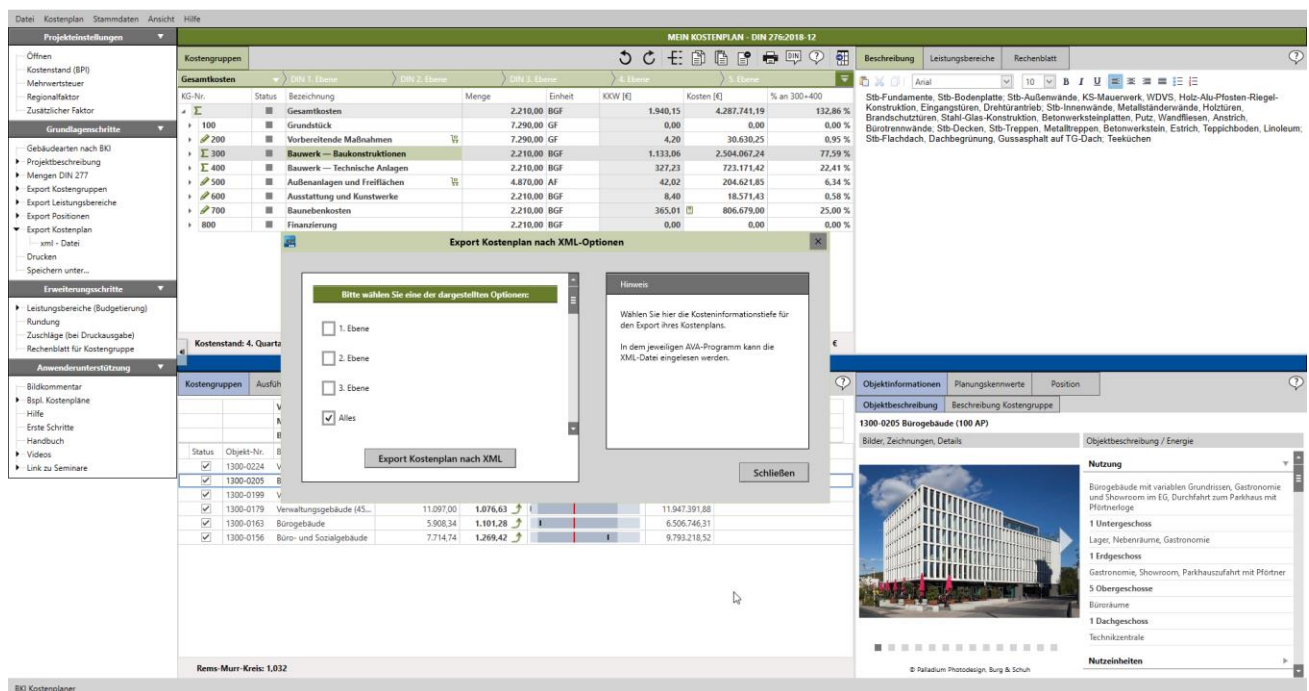 Datei Kostenplan Stammdaten Ansicht Hilfe
Projekteinstellungen
Öffnen
Kostenstand (BPI)
Mehrwertsteuer
Regionalfaktor
Zusätzlicher Faktor
Grundlagenschritte
Gebäudearten nach BKI
Projektbeschreibung
Mengen DIN 277
Export Kostengruppen
Export Leistungsbereiche
Export Positionen
Export Kostenplan
xml - Datei
Drucken
Speichern unter...
Erweiterungsschritte
Leistungsbereiche (Budgetierung)
Rundung
Zuschläge (bei Druckausgabe)
Rechenblatt für Kostengruppe
Anwenderunterstützung
Bildkommentar
Bspl. Kostenpläne
Hilfe
Erste Schritte
Handbuch
Videos
Link zu Seminare
MEIN KOSTENPLAN - DIN 276:2018-12
Kostengruppen
Gesamtkosten DIN 1. Ebene DIN 2. Ebene DIN 3. Ebene 4. Ebene 5. Ebene
KG-Nr. Status Bezeichnung Menge Einheit KKW [€] Kosten [€] % an 300+400
Σ Gesamtkosten 2.210,00 BGF 1.940,15 4.287.741,19 132,86 %
100 Grundstück 7.290,00 GF 0,00 0,00 0,00 %
200 Vorbereitende Maßnahmen 7.290,00 GF 4,20 30.630,25 0,95 %
Σ 300 Bauwerk — Baukonstruktionen 2.210,00 BGF 1.133,06 2.504.067,24 77,59 %
Σ 400 Bauwerk — Technische Anlagen 2.210,00 BGF 327,23 723.171,42 22,41 %
500 Außenanlagen und Freiflächen 4.870,00 AF 42,02 204.621,85 6,34 %
600 Ausstattung und Kunstwerke 2.210,00 BGF 8,40 18.571,43 0,58 %
700 Baunebenkosten 2.210,00 BGF 365,01 806.679,00 25,00 %
800 Finanzierung 2.210,00 BGF 0,00 0,00 0,00 %
Beschreibung Leistungsbereiche Rechenblatt
Arial 10 B I U
Stb-Fundamente, Stb-Bodenplatte; Stb-Außenwände, KS-Mauerwerk, WDVS, Holz-Alu-Pfosten-Riegel-
Konstruktion, Eingangstüren, Drehtürantrieb; Stb-Innenwände, Metallständerwände, Holztüren,
Brandschutztüren, Stahl-Glas-Konstruktion, Betonwerksteinplatten, Putz, Wandfliesen, Anstrich,
Bürotrennwände; Stb-Decken, Stb-Treppen, Metalltreppen, Betonwerkstein, Estrich, Teppichboden, Linoleum;
Stb-Flachdach, Dachbegrünung, Gussasphalt auf TG-Dach; Teeküchen
Export Kostenplan nach XML-Optionen
Bitte wählen Sie eine der dargestellten Optionen:
1. Ebene
2. Ebene
3. Ebene
Alles
Export Kostenplan nach XML
Hinweis
Wählen Sie hier die Kosteninformationstiefe für
den Export ihres Kostenplans.
In dem jeweiligen AVA-Programm kann die
XML-Datei eingelesen werden.
Schließen
Kostenstand: 4. Quarta €
Kostengruppen Ausfüh
Status Objekt-Nr. B
1300-0224 V
1300-0205 B
1300-0199 V
1300-0179 Verwaltungsgebäude (45... 11.097,00 1.076,63 11.947.391,88
1300-0163 Bürogebäude 5.908,34 1.101,28 6.506.746,31
1300-0156 Büro- und Sozialgebäude 7.714,74 1.269,42 9.793.218,52
Rems-Murr-Kreis: 1,032
Objektinformationen Planungskennwerte Position
Objektbeschreibung Beschreibung Kostengruppe
1300-0205 Bürogebäude (100 AP)
Bilder, Zeichnungen, Details
Objektbeschreibung / Energie
Nutzung
Bürogebäude mit variablen Grundrissen, Gastronomie
und Showroom im EG, Durchfahrt zum Parkhaus mit
Pförtnerloge
1 Untergeschoss
Lager, Nebenräume, Gastronomie
1 Erdgeschoss
Gastronomie, Showroom, Parkhauszufahrt mit Pförtner
5 Obergeschosse
Büroräume
1 Dachgeschoss
Technikzentrale
Nutzeinheiten
© Palladium Photodesign, Burg & Schuh
BKI Kostenplaner